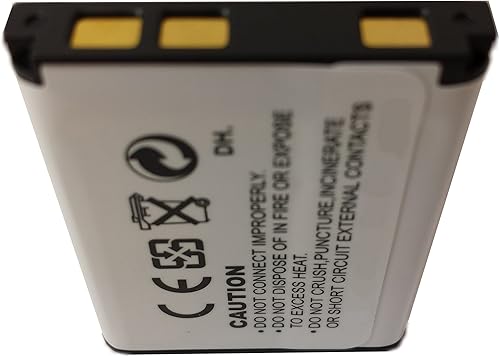 DH.
CE
CAUTION
• DO NOT CONNECT IMPROPERLY.
• DO NOT DISPOSE OF IN FIRE OR EXPOSE
TO EXCESS HEAT.
• DO NOT CRUSH,PUNCTURE,INCINERATE
OR SHORT CIRCUIT EXTERNAL CONTACTS